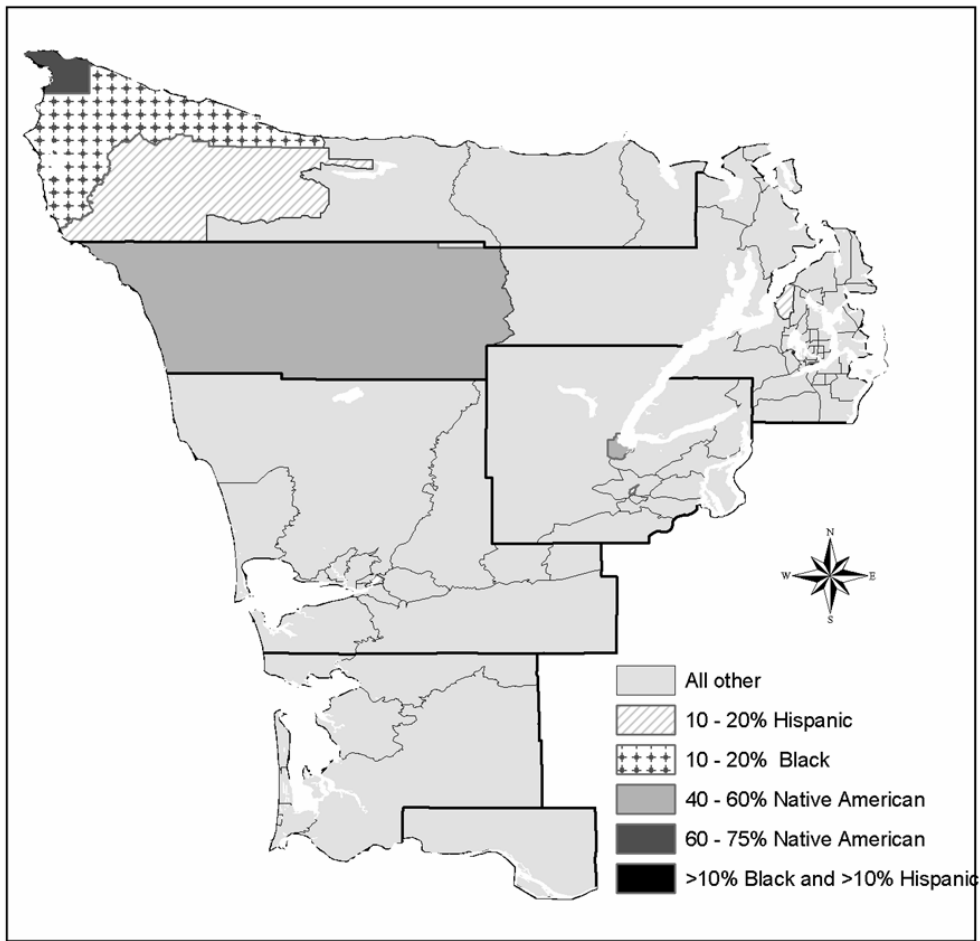 N
W E
S
All other
10 - 20% Hispanic
10 - 20% Black
40 - 60% Native American
60 - 75% Native American
>10% Black and >10% Hispanic